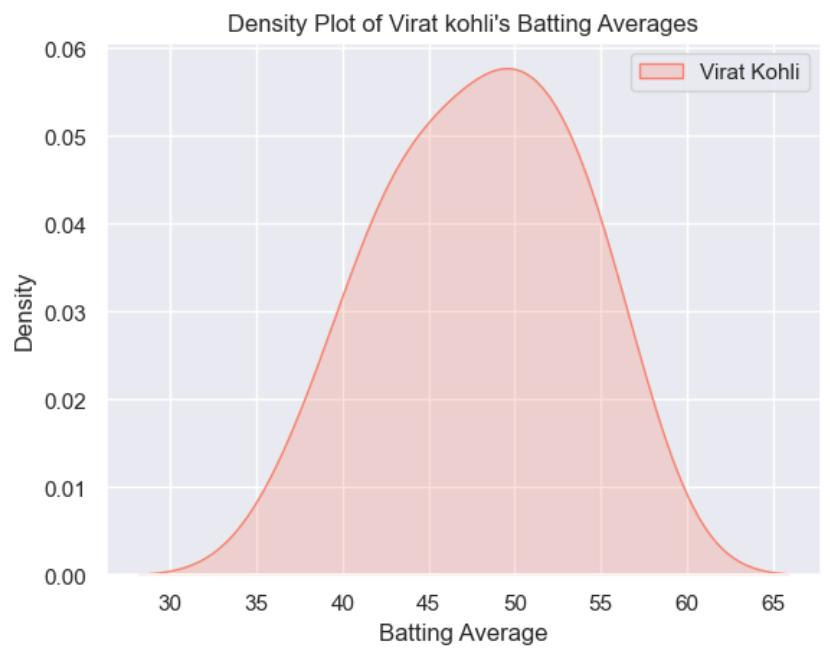 Density Plot of Virat kohli's Batting Averages
Virat Kohli
0.06
0.05
0.04
0.03
0.02
0.01
0.00
Density
30 35 40 45 50 55 60 65
Batting Average